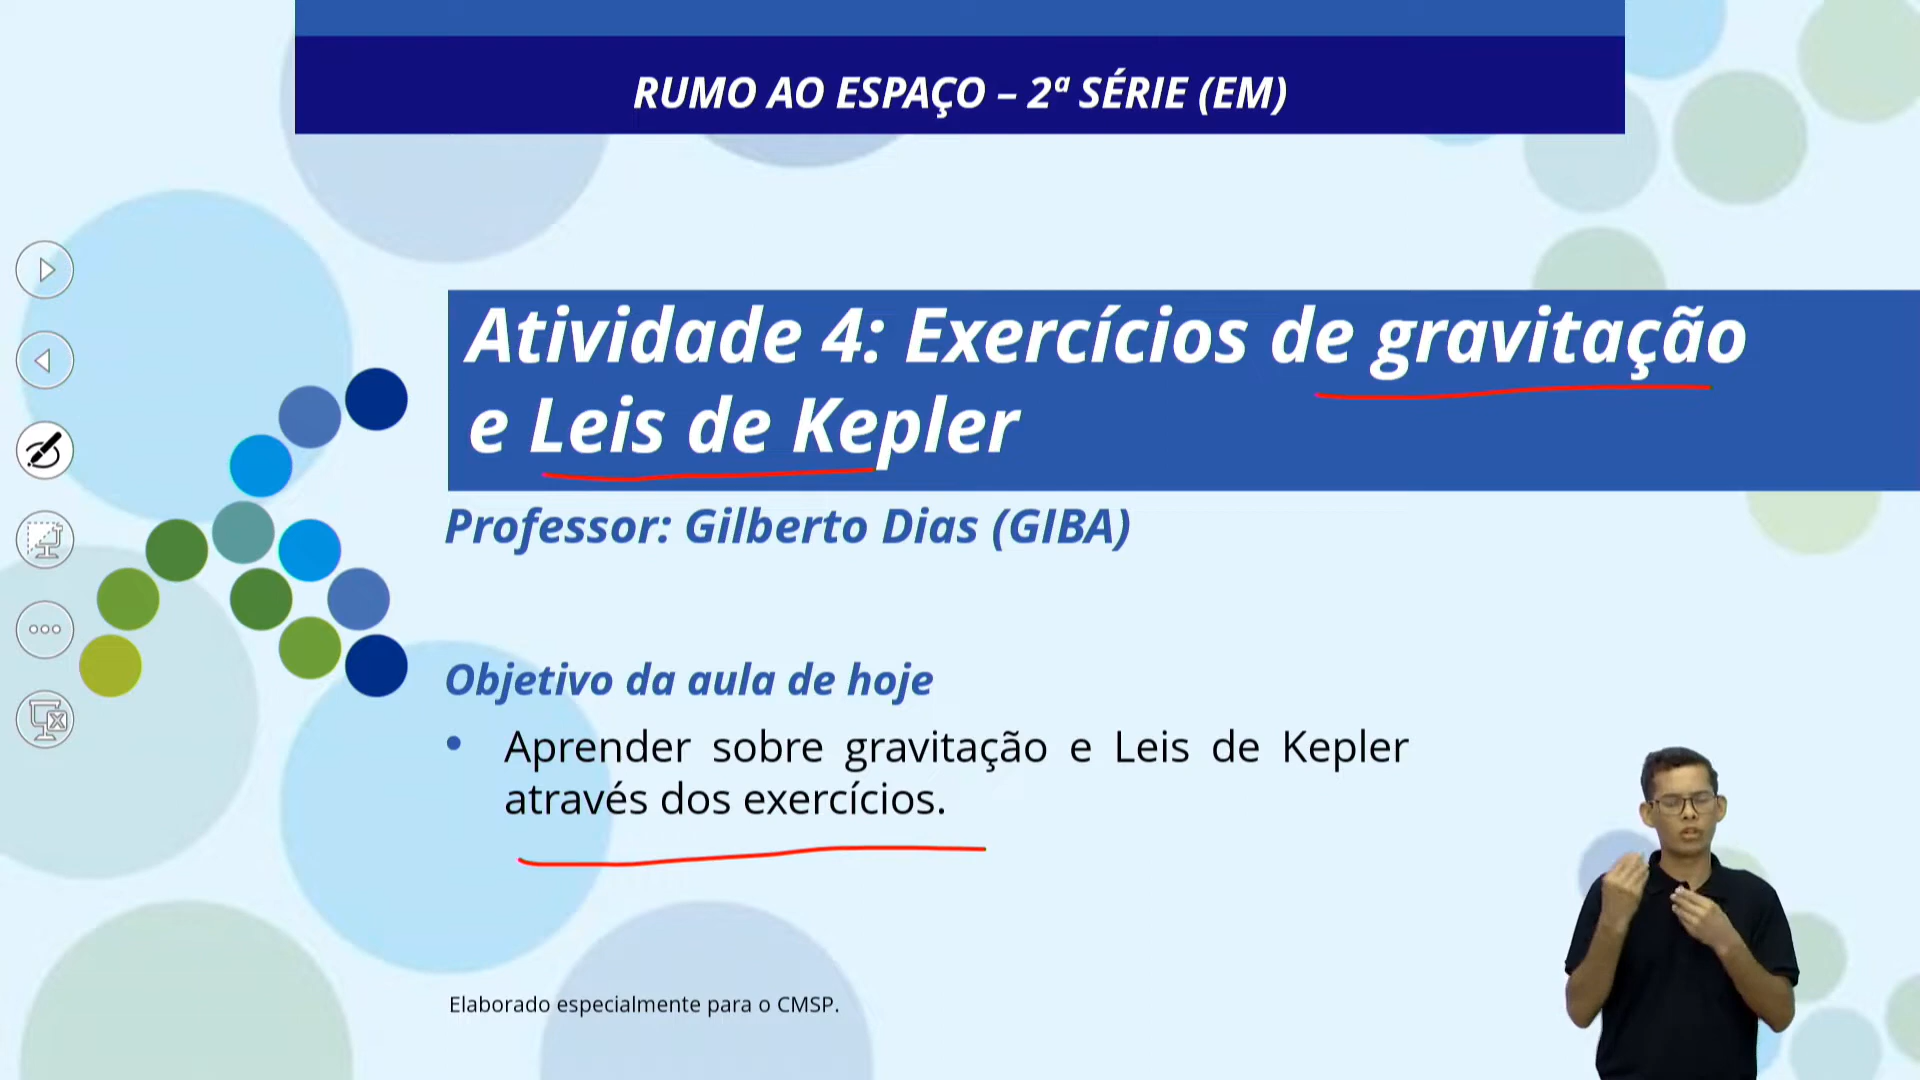 RUMO AO ESPAÇO – 2ª SÉRIE (EM)
Atividade 4: Exercícios de gravitação
e Leis de Kepler
Professor: Gilberto Dias (GIBA)
Objetivo da aula de hoje
• Aprender sobre gravitação e Leis de Kepler
através dos exercícios.
Elaborado especialmente para o CMSP.